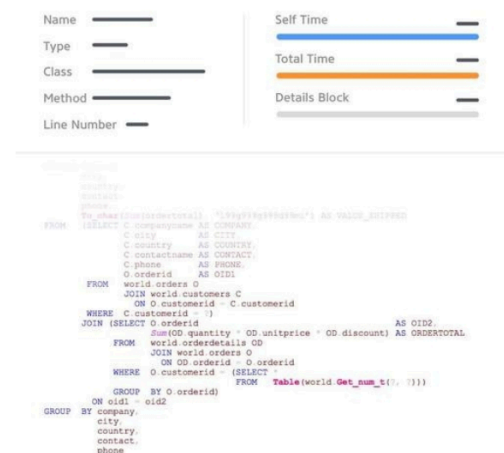 Name
Type
Class
Method
Line Number
Self Time
Total Time
Details Block
phone
FROM (SELECT C.companyname AS COMPANY,
C.city AS CITY,
C.country AS COUNTRY,
C.contactname AS CONTACT,
C.phone AS PHONE,
O.orderid AS OID1
FROM world.orders O
JOIN world.customers C
ON O.customerid = C.customerid
WHERE C.customerid = ?)
JOIN (SELECT O.orderid AS OID2,
Sum(OD.quantity * OD.unitprice * OD.discount) AS ORDERTOTAL
FROM world.orderdetails OD
JOIN world.orders O
ON OD.orderid = O.orderid
WHERE O.customerid = (SELECT *
FROM Table(world.Get_num_t(?, ?)))
GROUP BY O.orderid)
ON oid1 = oid2
GROUP BY company,
city,
country,
contact,
phone